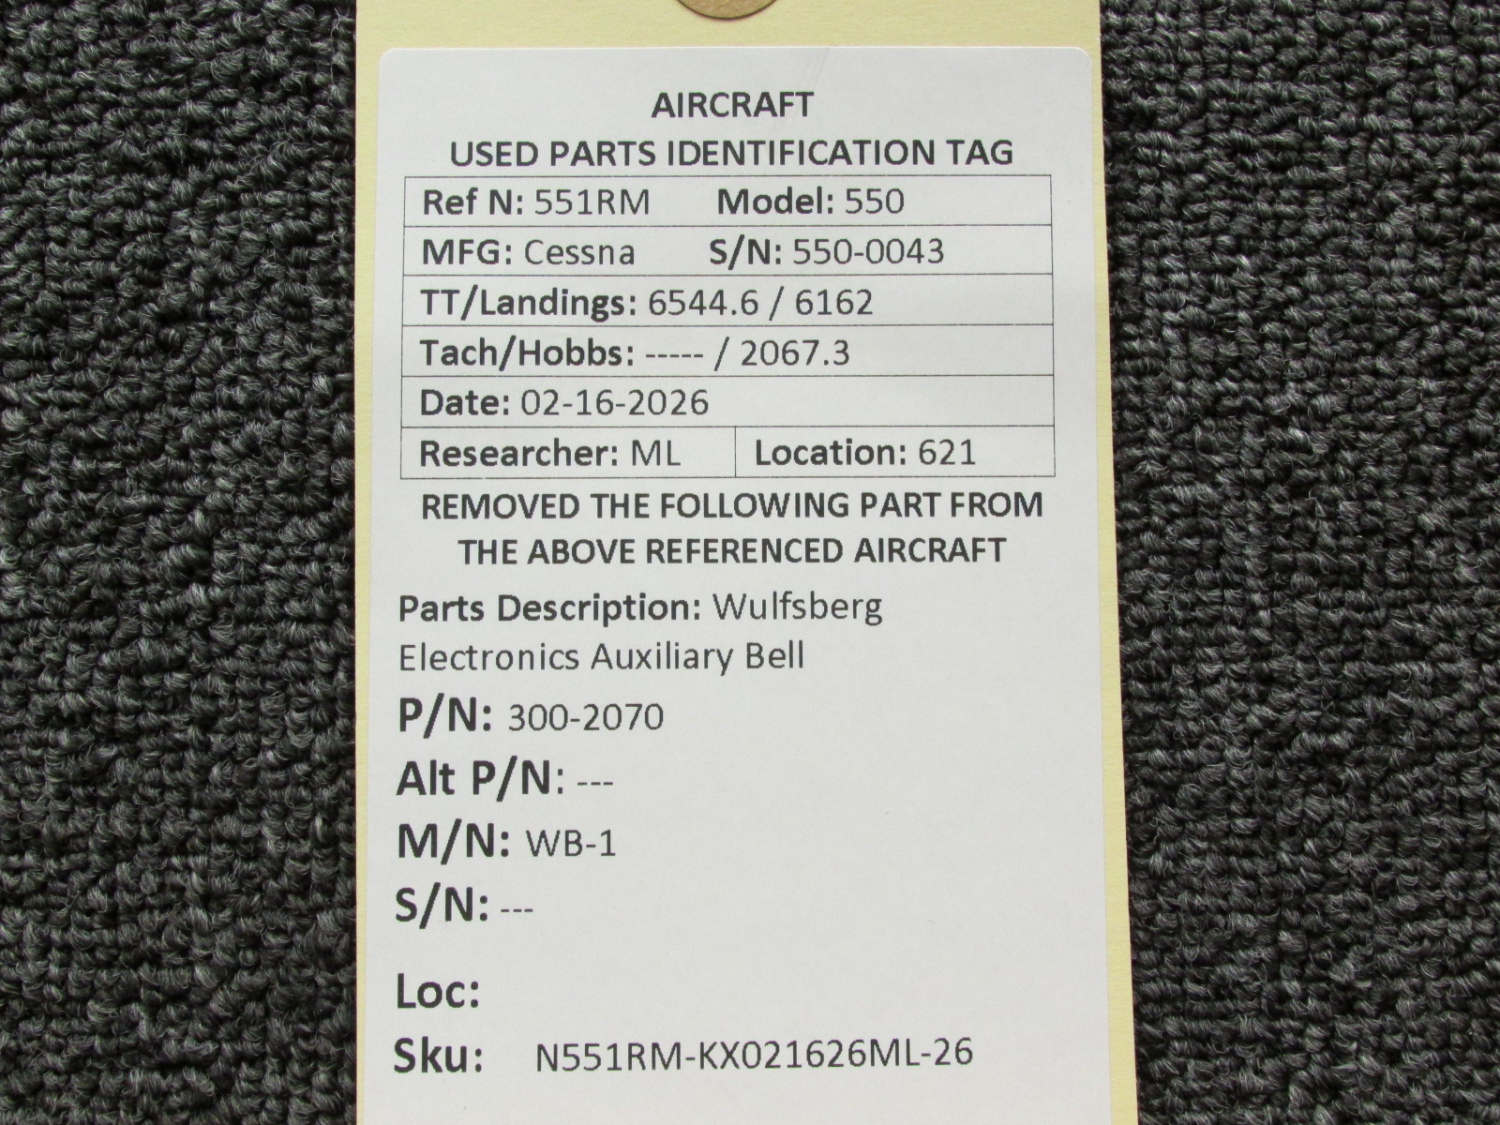 AIRCRAFT
USED PARTS IDENTIFICATION TAG
Ref N: 551RM Model: 550
MFG: Cessna S/N: 550-0043
TT/Landings: 6544.6 / 6162
Tach/Hobbs: ----- / 2067.3
Date: 02-16-2026
Researcher: ML Location: 621
REMOVED THE FOLLOWING PART FROM
THE ABOVE REFERENCED AIRCRAFT
Parts Description: Wulfsberg
Electronics Auxiliary Bell
P/N: 300-2070
Alt P/N: ---
M/N: WB-1
S/N: ---
Loc:
Sku: N551RM-KX021626ML-26